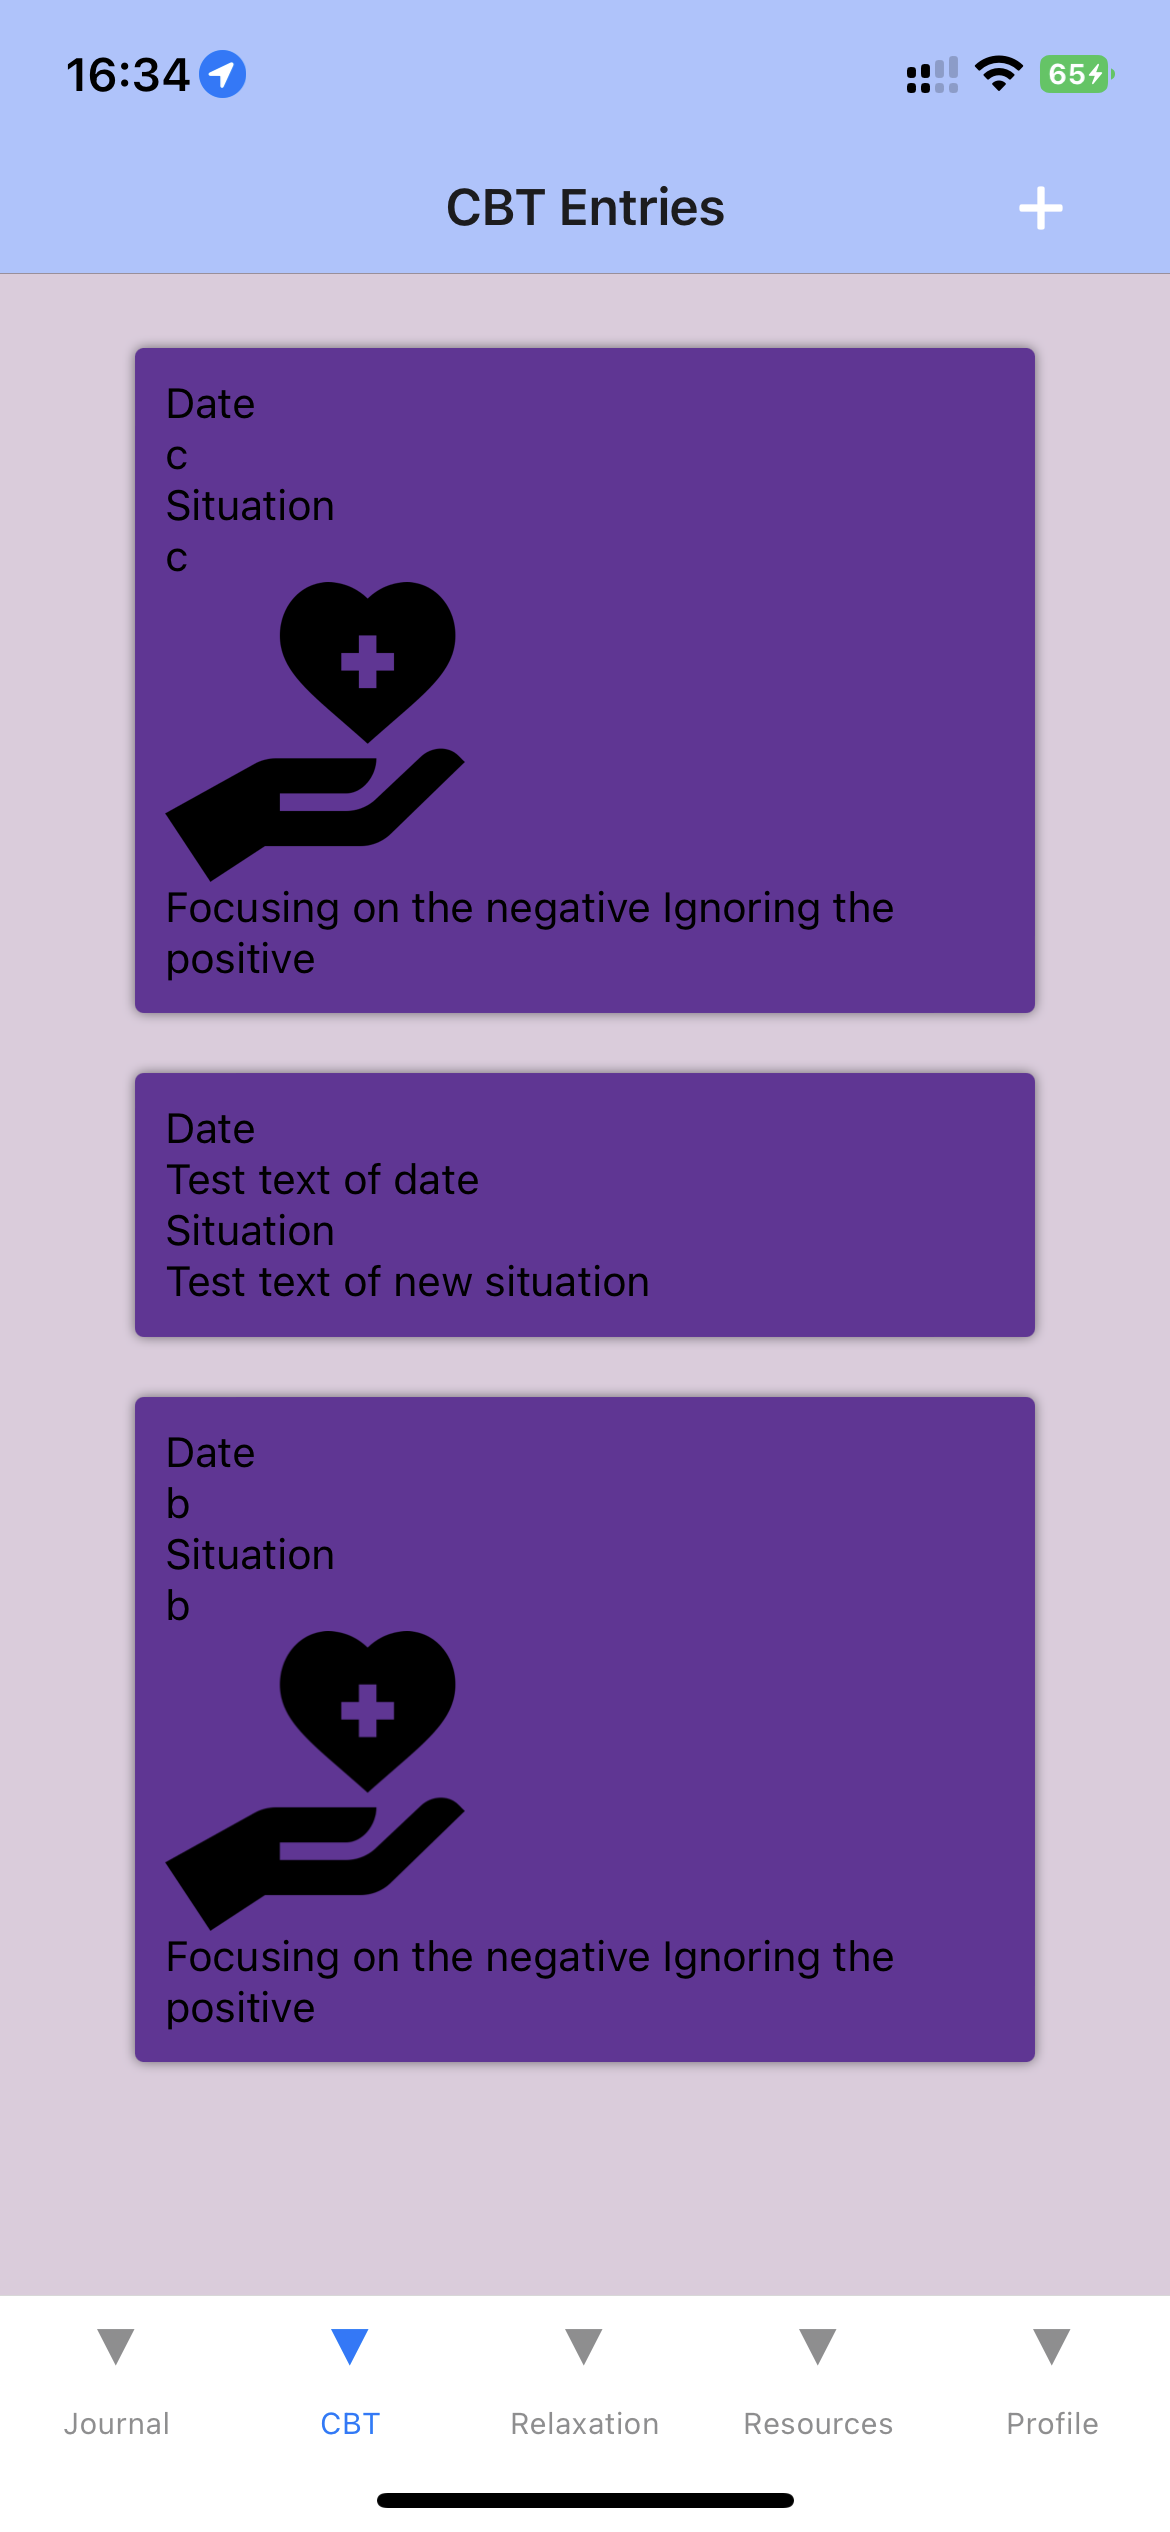 16:34
65
CBT Entries
Date
c
Situation
c
Focusing on the negative Ignoring the
positive
Date
Test text of date
Situation
Test text of new situation
Date
b
Situation
b
Focusing on the negative Ignoring the
positive
Journal
CBT
Relaxation
Resources
Profile